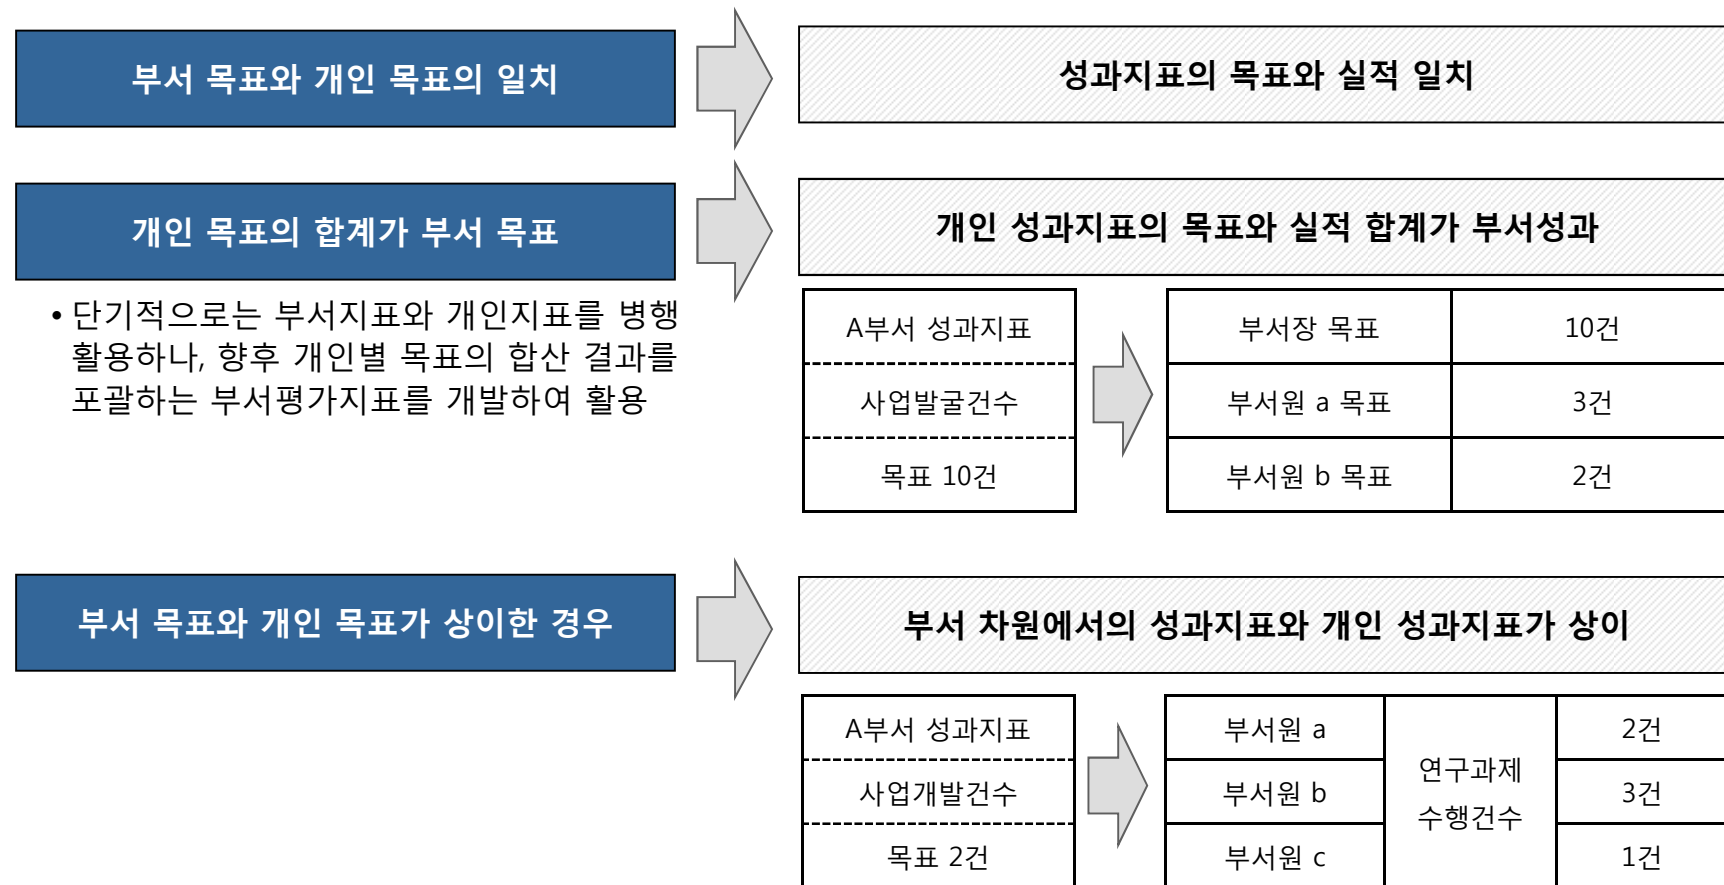 부서 목표와 개인 목표의 일치
성과지표의 목표와 실적 일치
개인 목표의 합계가 부서 목표
개인 성과지표의 목표와 실적 합계가 부서성과
• 단기적으로는 부서지표와 개인지표를 병행
활용하나, 향후 개인별 목표의 합산 결과를
포괄하는 부서평가지표를 개발하여 활용
A부서 성과지표
사업발굴건수
목표 10건
부서장 목표 10건
부서원 a 목표 3건
부서원 b 목표 2건
부서 목표와 개인 목표가 상이한 경우
부서 차원에서의 성과지표와 개인 성과지표가 상이
A부서 성과지표
사업개발건수
목표 2건
부서원 a
부서원 b
부서원 c
연구과제
수행건수
2건
3건
1건